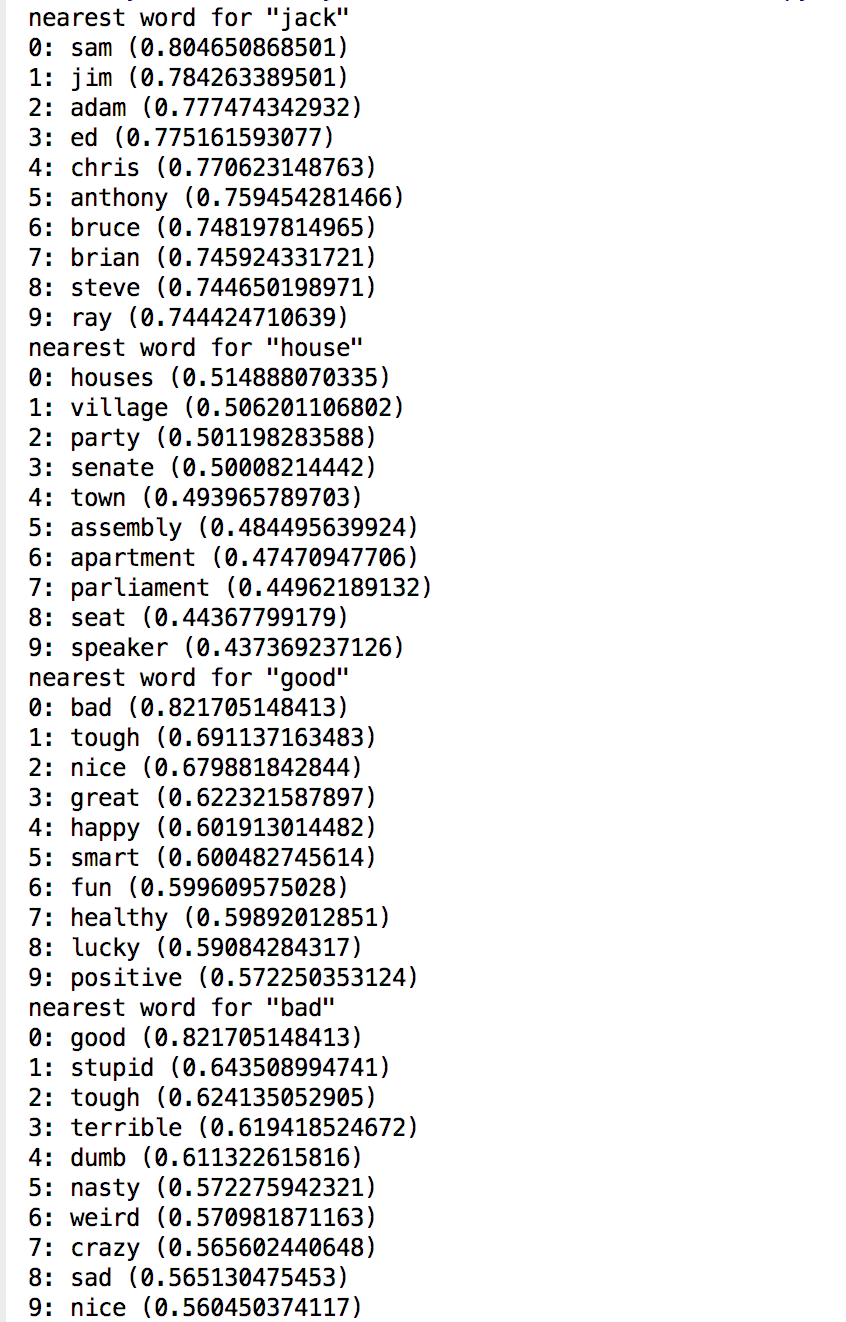 nearest word for "jack"
0: sam (0.804650868501)
1: jim (0.784263389501)
2: adam (0.777474342932)
3: ed (0.775161593077)
4: chris (0.770623148763)
5: anthony (0.759454281466)
6: bruce (0.748197814965)
7: brian (0.745924331721)
8: steve (0.744650198971)
9: ray (0.744424710639)
nearest word for "house"
0: houses (0.514888070335)
1: village (0.506201106802)
2: party (0.501198283588)
3: senate (0.50008214442)
4: town (0.493965789703)
5: assembly (0.484495639924)
6: apartment (0.47470947706)
7: parliament (0.44962189132)
8: seat (0.44367799179)
9: speaker (0.437369237126)
nearest word for "good"
0: bad (0.821705148413)
1: tough (0.691137163483)
2: nice (0.679881842844)
3: great (0.622321587897)
4: happy (0.601913014482)
5: smart (0.600482745614)
6: fun (0.599609575028)
7: healthy (0.59892012851)
8: lucky (0.59084284317)
9: positive (0.572250353124)
nearest word for "bad"
0: good (0.821705148413)
1: stupid (0.643508994741)
2: tough (0.624135052905)
3: terrible (0.619418524672)
4: dumb (0.611322615816)
5: nasty (0.572275942321)
6: weird (0.570981871163)
7: crazy (0.565602440648)
8: sad (0.565130475453)
9: nice (0.560450374117)